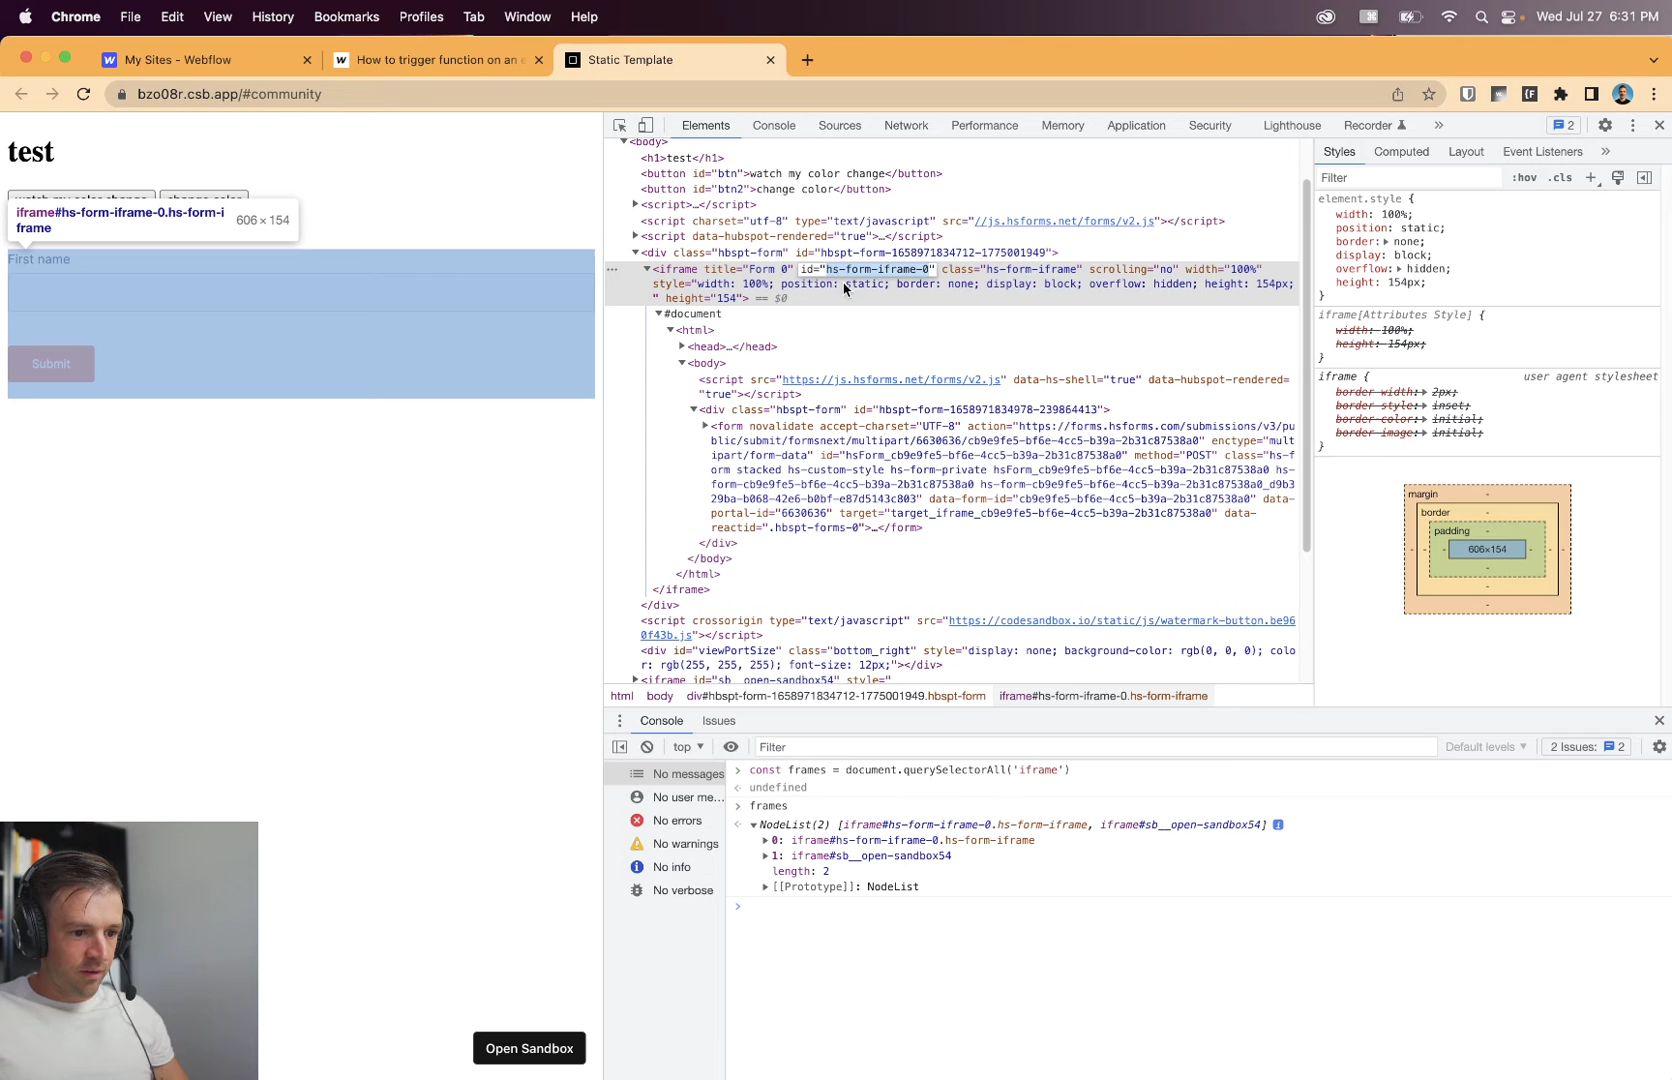 Chrome File Edit View History Bookmarks Profiles Tab Window Help Wed Jul 27 6:31 PM
My Sites - Webflow How to trigger function on an e Static Template
bzo08r.csb.app/#community
test
iframe#hs-form-iframe-0.hs-form-i
frame 606 × 154
First name
Submit
Open Sandbox
Elements Console Sources Network Performance Memory Application Security Lighthouse Recorder 2
<body>
<h1>test</h1>
<button id="btn">watch my color change</button>
<button id="btn2">change color</button>
<script>…</script>
<script charset="utf-8" type="text/javascript" src="//js.hsforms.net/forms/v2.js"></script>
<script data-hubspot-rendered="true">…</script>
<div class="hbspt-form" id="hbspt-form-1658971834712-1775001949">
<iframe title="Form 0" id="hs-form-iframe-0" class="hs-form-iframe" scrolling="no" width="100%"
style="width: 100%; position: static; border: none; display: block; overflow: hidden; height: 154px;
" height="154"> == $0
#document
<html>
<head>…</head>
<body>
<script src="https://js.hsforms.net/forms/v2.js" data-hs-shell="true" data-hubspot-rendered=
"true"></script>
<div class="hbspt-form" id="hbspt-form-1658971834978-239864413">
<form novalidate accept-charset="UTF-8" action="https://forms.hsforms.com/submissions/v3/pu
blic/submit/formsnext/multipart/6630636/cb9e9fe5-bf6e-4cc5-b39a-2b31c87538a0" enctype="mult
ipart/form-data" id="hsForm_cb9e9fe5-bf6e-4cc5-b39a-2b31c87538a0" method="POST" class="hs-f
orm stacked hs-custom-style hs-form-private hsForm_cb9e9fe5-bf6e-4cc5-b39a-2b31c87538a0 hs-
form-cb9e9fe5-bf6e-4cc5-b39a-2b31c87538a0 hs-form-cb9e9fe5-bf6e-4cc5-b39a-2b31c87538a0_d9b3
29ba-b068-42e6-b0bf-e87d5143c803" data-form-id="cb9e9fe5-bf6e-4cc5-b39a-2b31c87538a0" data-
portal-id="6630636" target="target_iframe_cb9e9fe5-bf6e-4cc5-b39a-2b31c87538a0" data-
reactid=".hbspt-forms-0">…</form>
</div>
</body>
</html>
</iframe>
</div>
<script crossorigin type="text/javascript" src="https://codesandbox.io/static/js/watermark-button.be96
0f43b.js"></script>
<div id="viewPortSize" class="bottom_right" style="display: none; background-color: rgb(0, 0, 0); colo
r: rgb(255, 255, 255); font-size: 12px;"></div>
<iframe id="sb__open-sandbox54" style="
html body div#hbspt-form-1658971834712-1775001949.hbspt-form iframe#hs-form-iframe-0.hs-form-iframe
Styles Computed Layout Event Listeners
Filter :hov .cls
element.style {
width: 100%;
position: static;
border: none;
display: block;
overflow: hidden;
height: 154px;
}
iframe[Attributes Style] {
width: 100%;
height: 154px;
}
iframe { user agent stylesheet
border-width: 2px;
border-style: inset;
border-color: initial;
border-image: initial;
}
margin -
border -
padding -
606×154
Console Issues
top Filter Default levels 2 Issues: 2
No messages
No user me…
No errors
No warnings
No info
No verbose
const frames = document.querySelectorAll('iframe')
undefined
frames
NodeList(2) [iframe#hs-form-iframe-0.hs-form-iframe, iframe#sb__open-sandbox54]
0: iframe#hs-form-iframe-0.hs-form-iframe
1: iframe#sb__open-sandbox54
length: 2
[[Prototype]]: NodeList